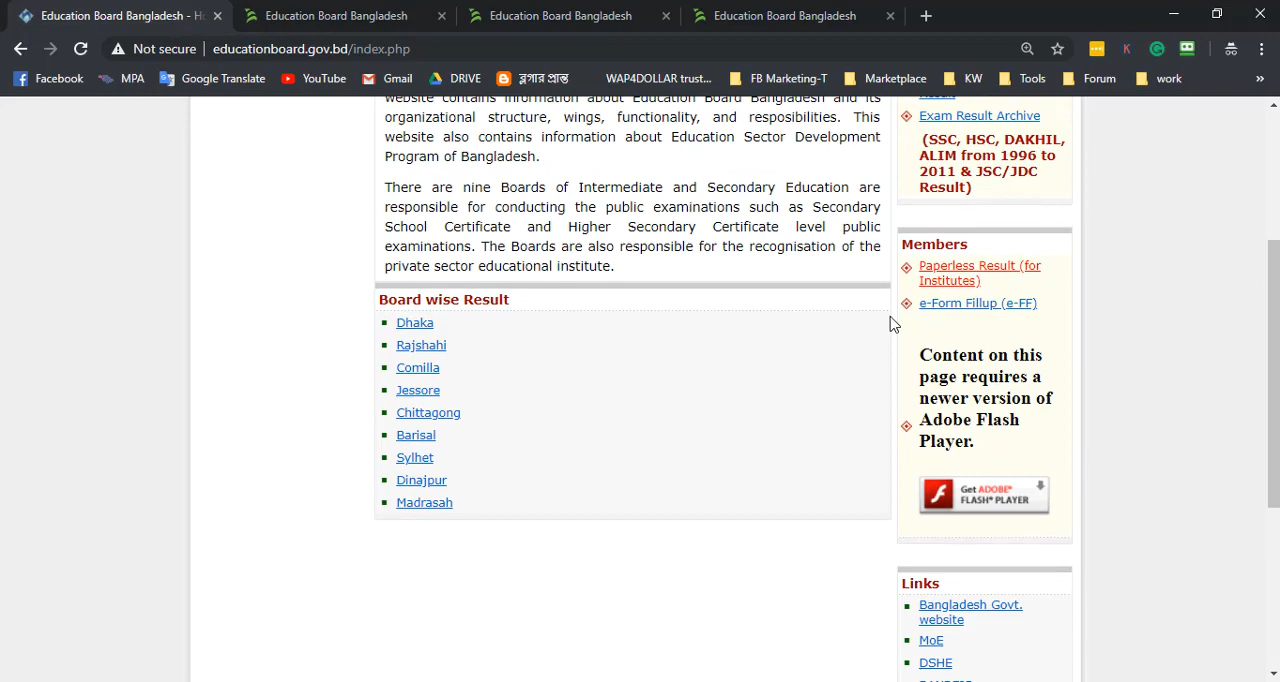 Education Board Bangladesh - Ho
Education Board Bangladesh
Education Board Bangladesh
Education Board Bangladesh
Not secure
educationboard.gov.bd/index.php
Facebook
MPA
Google Translate
YouTube
Gmail
DRIVE
ব্লগার প্রান্ত
WAP4DOLLAR trust...
FB Marketing-T
Marketplace
KW
Tools
Forum
work
»
website contains information about Education Board Bangladesh and its
organizational structure, wings, functionality, and resposibilities. This
website also contains information about Education Sector Development
Program of Bangladesh.
There are nine Boards of Intermediate and Secondary Education are
responsible for conducting the public examinations such as Secondary
School Certificate and Higher Secondary Certificate level public
examinations. The Boards are also responsible for the recognisation of the
private sector educational institute.
Board wise Result
Dhaka
Rajshahi
Comilla
Jessore
Chittagong
Barisal
Sylhet
Dinajpur
Madrasah
Result
Exam Result Archive
(SSC, HSC, DAKHIL,
ALIM from 1996 to
2011 & JSC/JDC
Result)
Members
Paperless Result (for
Institutes)
e-Form Fillup (e-FF)
Content on this
page requires a
newer version of
Adobe Flash
Player.
Get ADOBE®
FLASH® PLAYER
Links
Bangladesh Govt.
website
MoE
DSHE